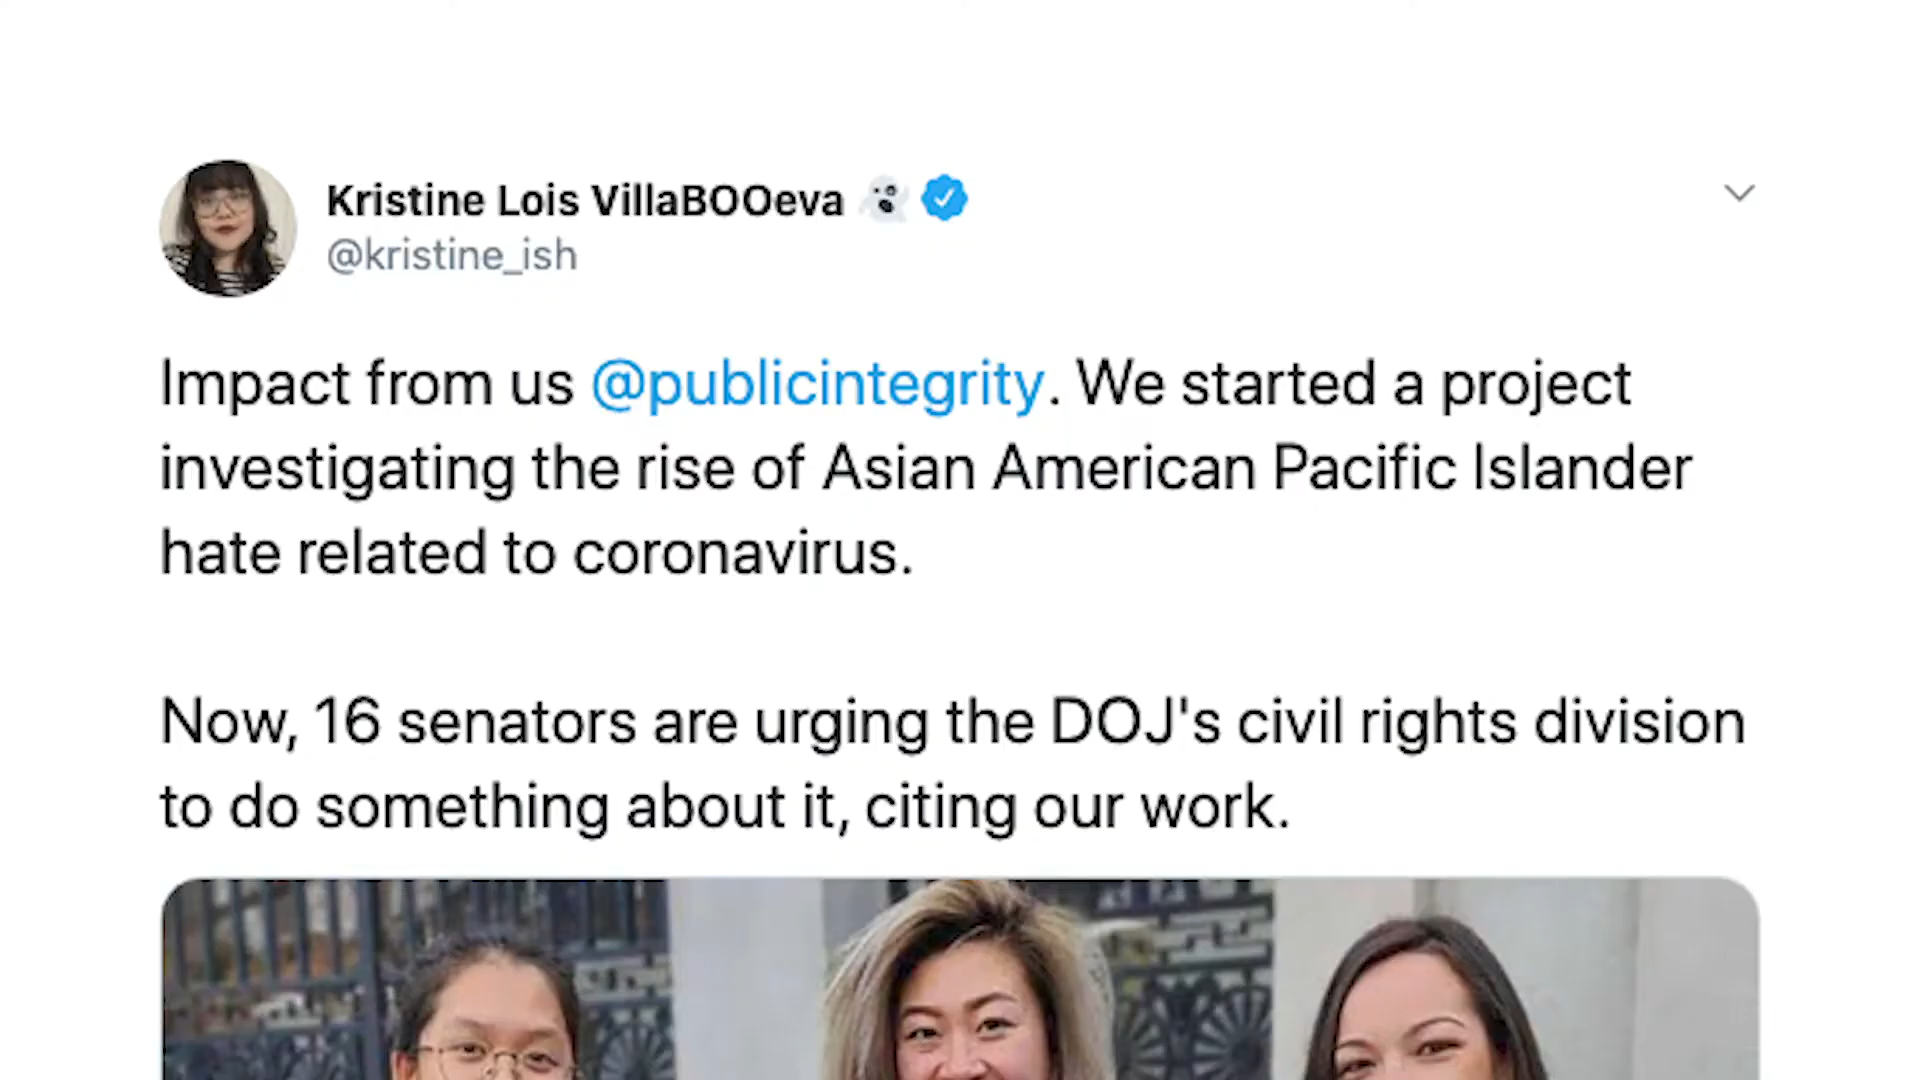 Kristine Lois VillaBOOeva 👻
@kristine_ish
Impact from us @publicintegrity. We started a project
investigating the rise of Asian American Pacific Islander
hate related to coronavirus.
Now, 16 senators are urging the DOJ's civil rights division
to do something about it, citing our work.